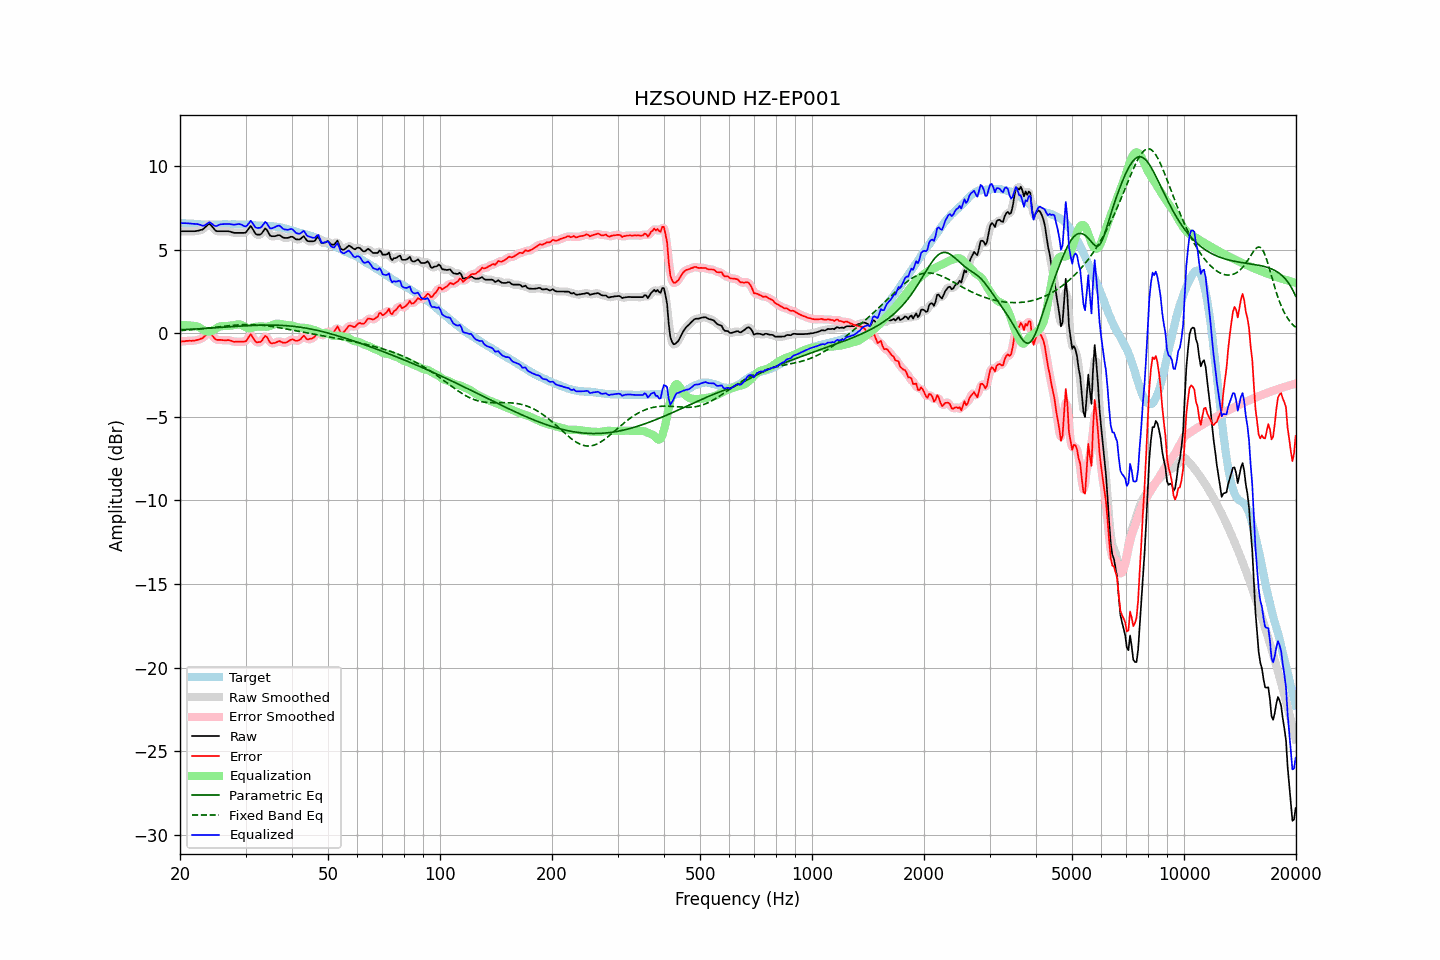 HZSOUND HZ-EP001
Amplitude (dBr)
10
5
0
−5
−10
−15
−20
−25
−30
Target
Raw Smoothed
Error Smoothed
Raw
Error
Equalization
Parametric Eq
Fixed Band Eq
Equalized
20 50 100 200 500 1000 2000 5000 10000 20000
Frequency (Hz)